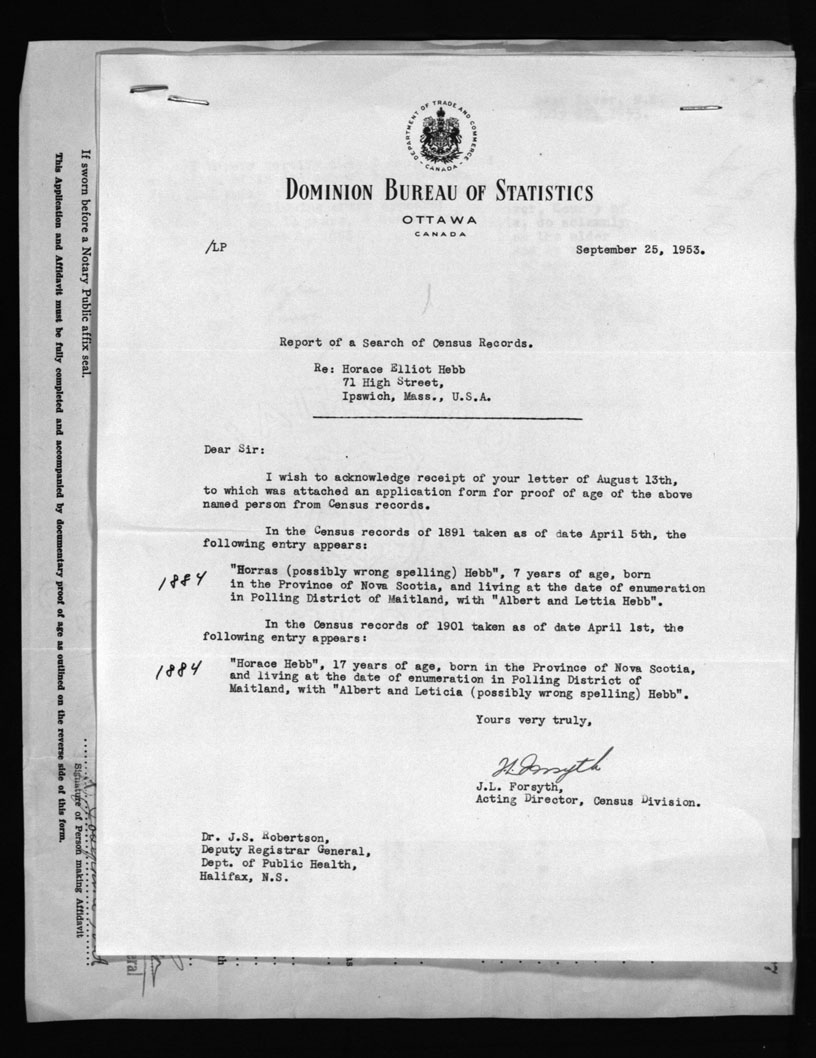 DEPARTMENT OF TRADE AND COMMERCE
CANADA
DOMINION BUREAU OF STATISTICS
OTTAWA
CANADA
/LP
September 25, 1953.
Report of a Search of Census Records.
Re: Horace Elliot Hebb
71 High Street,
Ipswich, Mass., U.S.A.
Dear Sir:
I wish to acknowledge receipt of your letter of August 13th,
to which was attached an application form for proof of age of the above
named person from Census records.
In the Census records of 1891 taken as of date April 5th, the
following entry appears:
1884
"Horras (possibly wrong spelling) Hebb", 7 years of age, born
in the Province of Nova Scotia, and living at the date of enumeration
in Polling District of Maitland, with "Albert and Lettia Hebb".
In the Census records of 1901 taken as of date April 1st, the
following entry appears:
1884
"Horace Hebb", 17 years of age, born in the Province of Nova Scotia,
and living at the date of enumeration in Polling District of
Maitland, with "Albert and Leticia (possibly wrong spelling) Hebb".
Yours very truly,
J.L. Forsyth,
Acting Director, Census Division.
Dr. J.S. Robertson,
Deputy Registrar General,
Dept. of Public Health,
Halifax, N.S.
If sworn before a Notary Public affix seal.
This Application and Affidavit must be fully completed and accompanied by documentary proof of age as outlined on the reverse side of this form.
Signature of Person making Affidavit